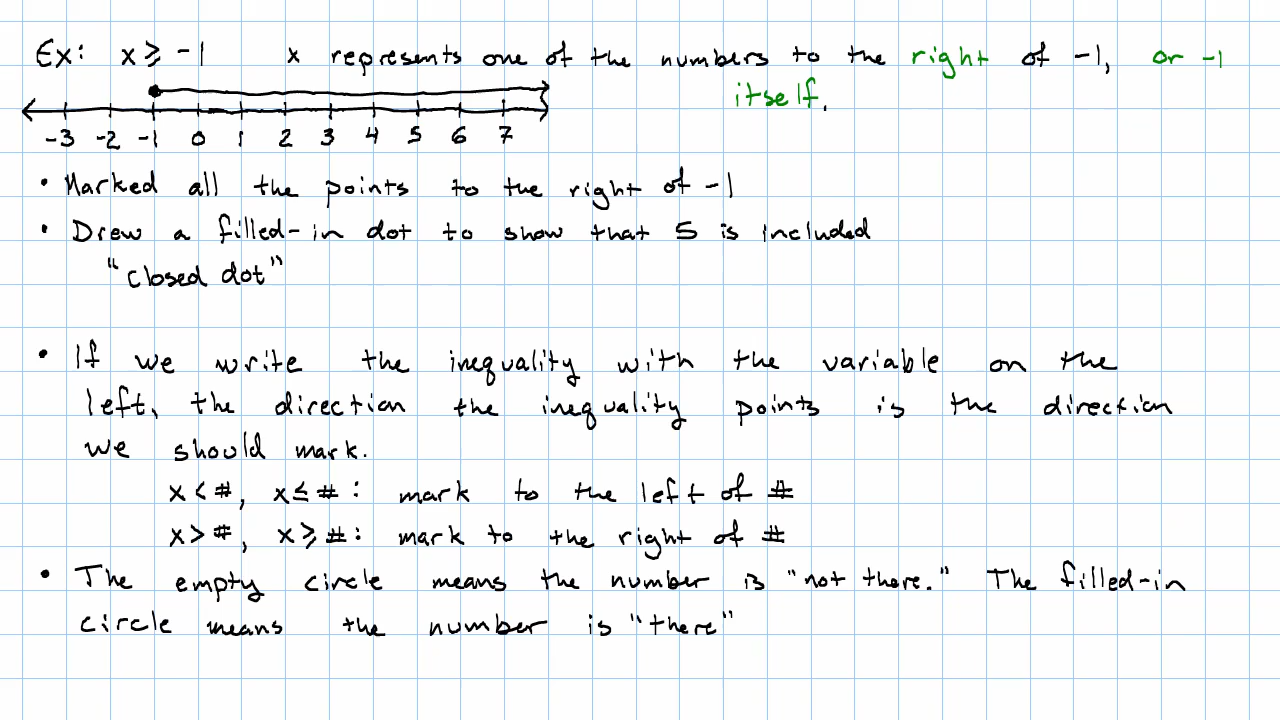 Ex: x ≥ -1 x represents one of the numbers to the right of -1, or -1
itself.
-3 -2 -1 0 1 2 3 4 5 6 7
• Marked all the points to the right of -1
• Drew a filled-in dot to show that 5 is included
"closed dot"
• If we write the inequality with the variable on the
left, the direction the inequality points is the direction
we should mark.
x < #, x ≤ # : mark to the left of #
x > #, x ≥ # : mark to the right of #
• The empty circle means the number is "not there." The filled-in
circle means the number is "there"